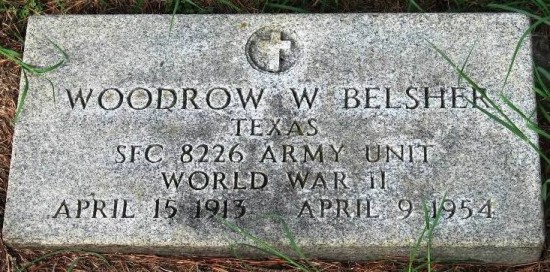 WOODROW W BELSHER
TEXAS
SFC 8226 ARMY UNIT
WORLD WAR II
APRIL 15 1913 APRIL 9 1954